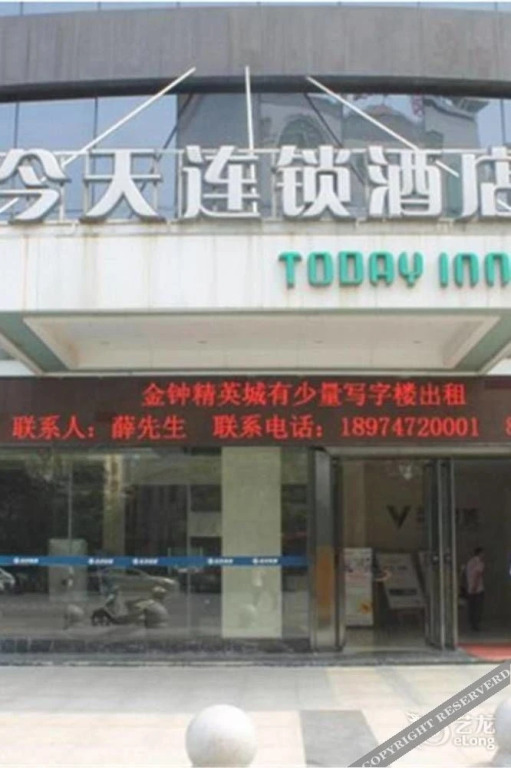 今天连锁酒店
TODAY INN
金钟精英城有少量写字楼出租
联系人：薛先生 联系电话：18974720001 8
COPYRIGHT RESERVED
艺龙
eLong